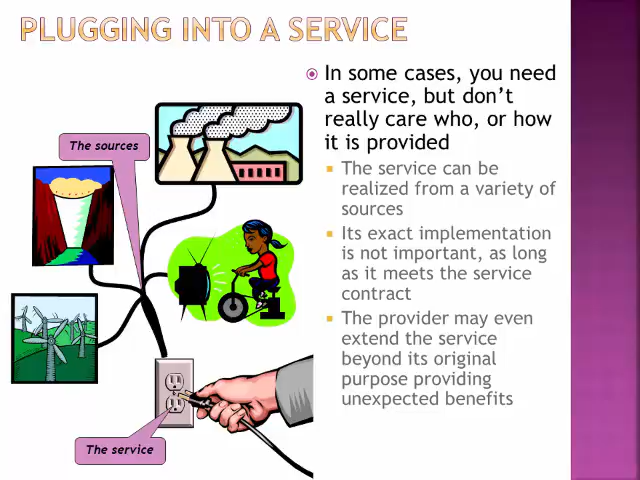 PLUGGING INTO A SERVICE
In some cases, you need
a service, but don't
really care who, or how
it is provided
The service can be
realized from a variety of
sources
Its exact implementation
is not important, as long
as it meets the service
contract
The provider may even
extend the service
beyond its original
purpose providing
unexpected benefits
The sources
The service